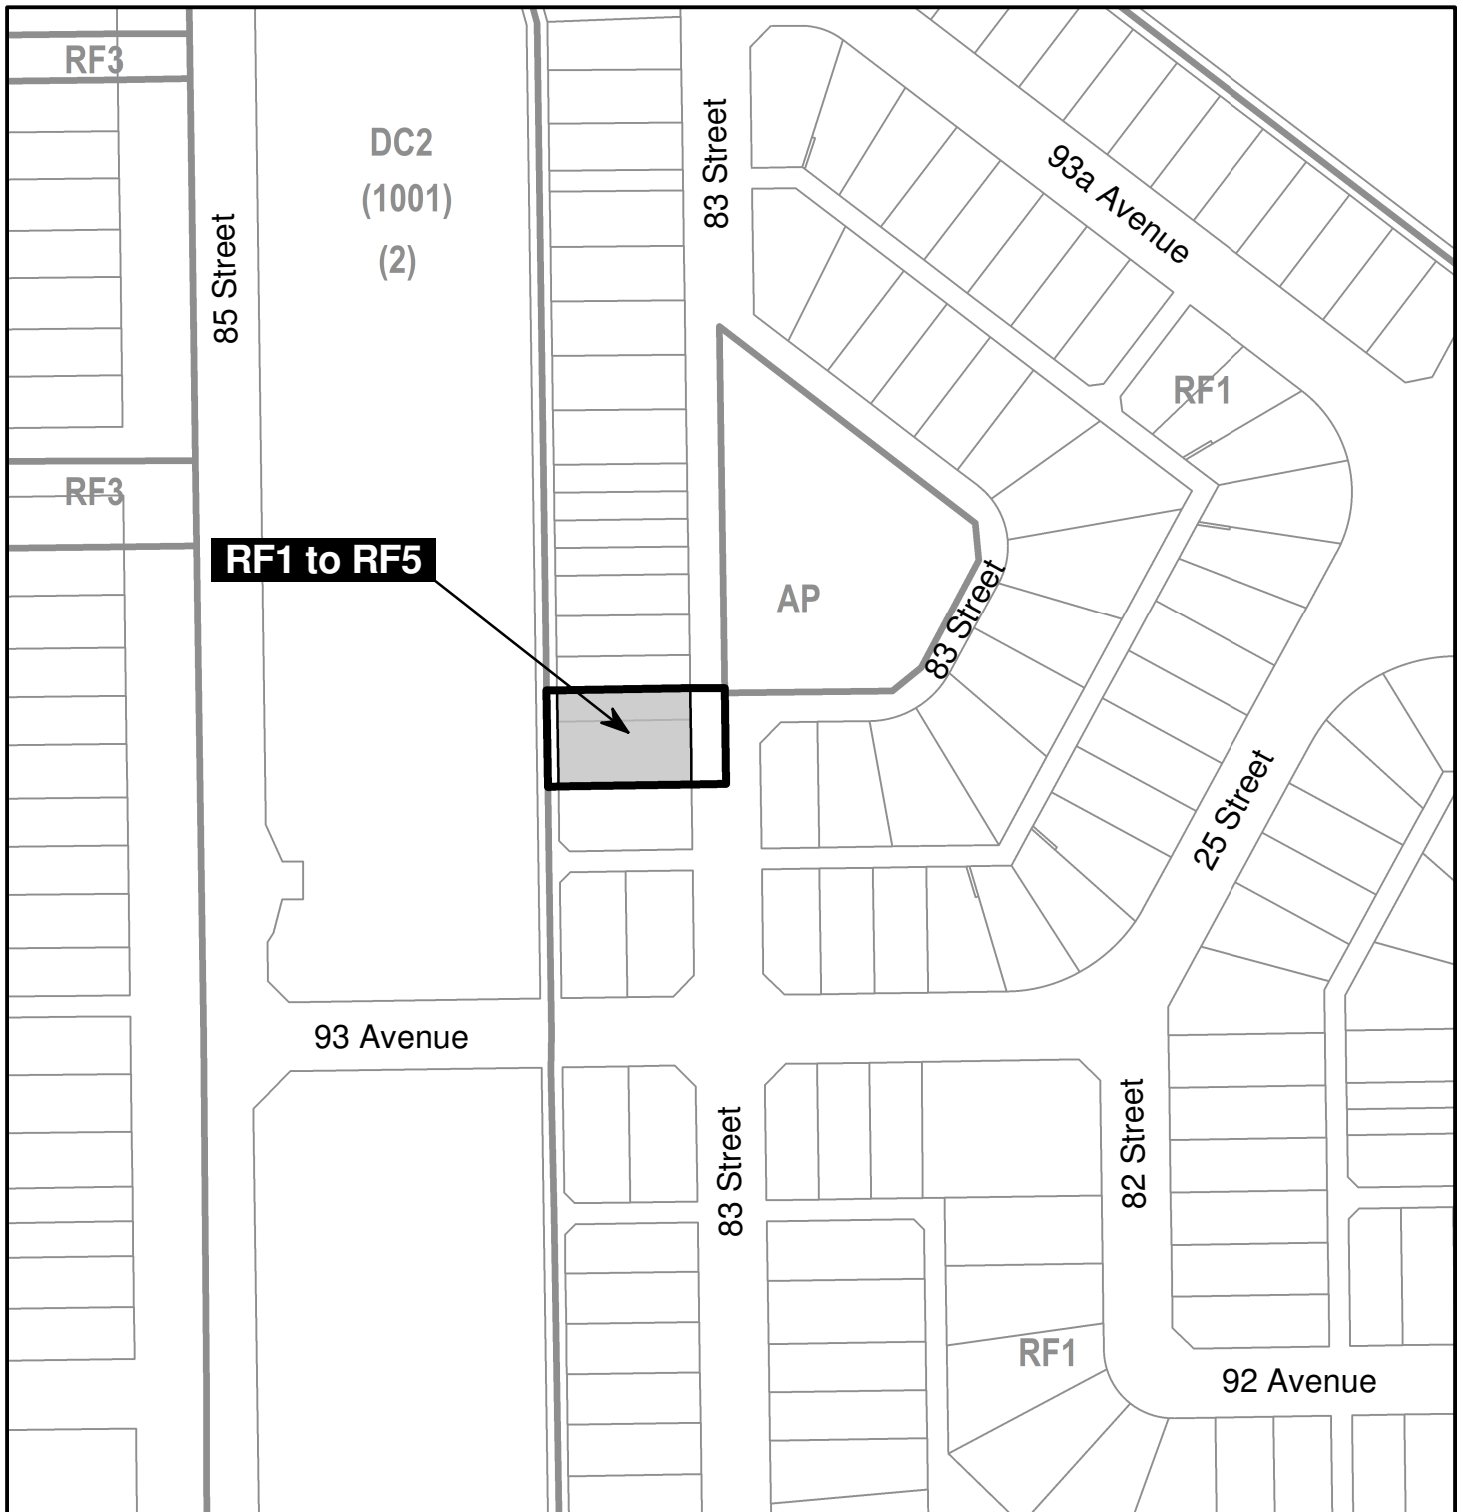 RF3
DC2
(1001)
(2)
83 Street
93a Avenue
85 Street
RF1
RF3
RF1 to RF5
AP
83 Street
25 Street
93 Avenue
83 Street
82 Street
RF1
92 Avenue